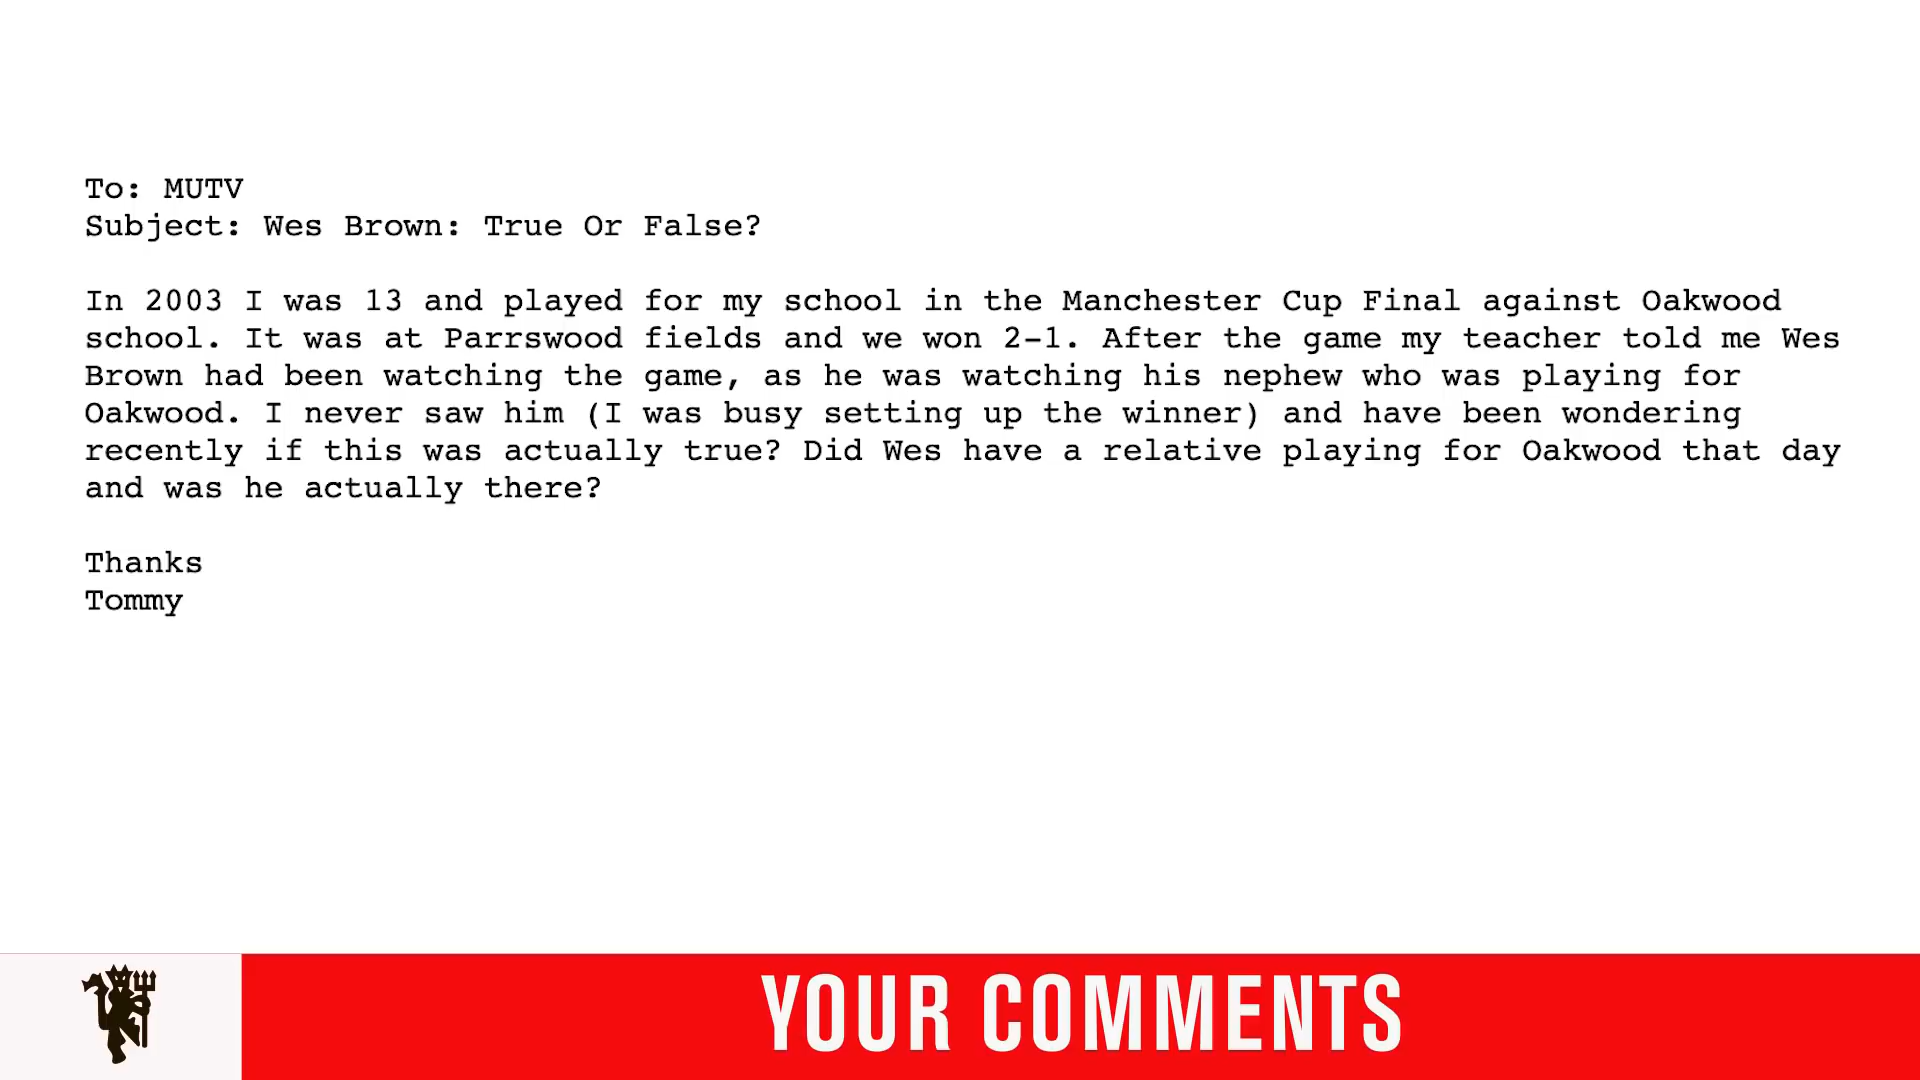 To: MUTV
Subject: Wes Brown: True Or False?
In 2003 I was 13 and played for my school in the Manchester Cup Final against Oakwood
school. It was at Parrswood fields and we won 2-1. After the game my teacher told me Wes
Brown had been watching the game, as he was watching his nephew who was playing for
Oakwood. I never saw him (I was busy setting up the winner) and have been wondering
recently if this was actually true? Did Wes have a relative playing for Oakwood that day
and was he actually there?
Thanks
Tommy
YOUR COMMENTS